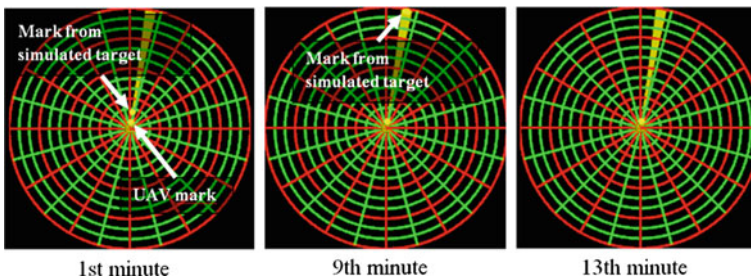 Mark from
simulated target
UAV mark
Mark from
simulated target
1st minute
9th minute
13th minute